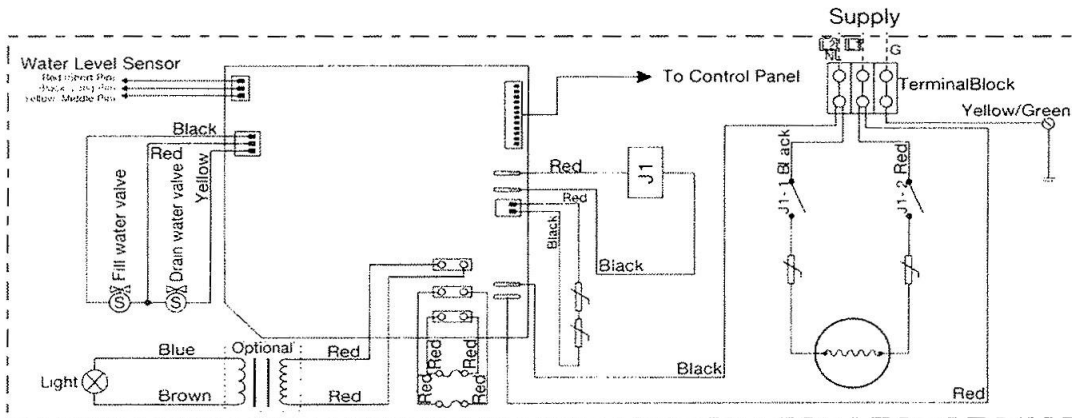 Supply
L2
N
L1
G
Water Level Sensor
Red (Short Pin)
Black (Long Pin)
Yellow (Middle Pin)
To Control Panel
TerminalBlock
Yellow/Green
Black
Red
Yellow
Fill water valve
Drain water valve
S
S
Red
J1
Red
Black
Black
J1-1
Black
J1-2
Red
Blue
Optional
Red
Light
Brown
Red
Red
Red
Red
Red
Black
Red